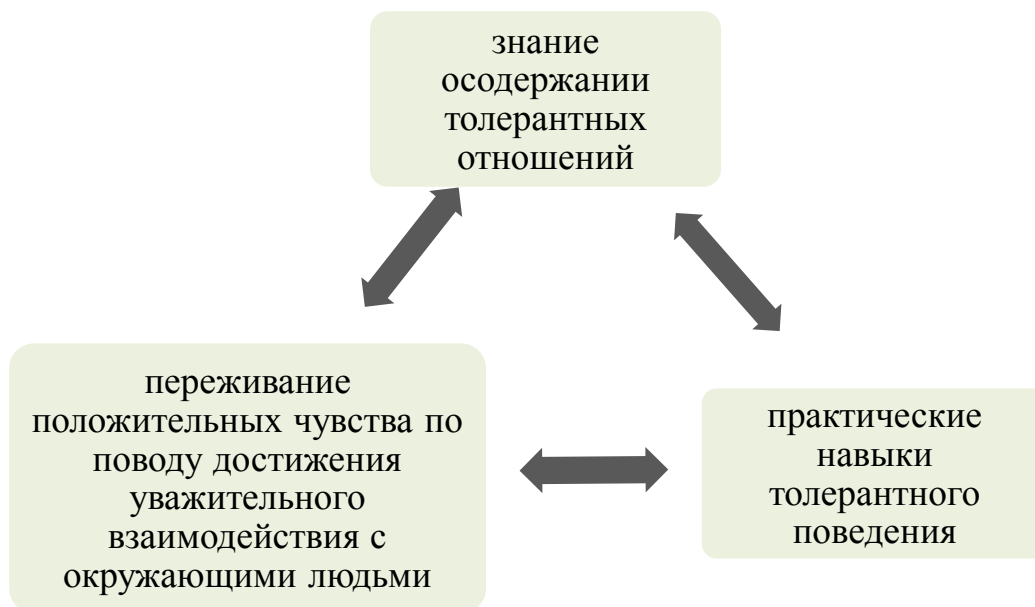 знание
осодержании
толерантных
отношений
переживание
положительных чувства по
поводу достижения
уважительного
взаимодействия с
окружающими людьми
практические
навыки
толерантного
поведения